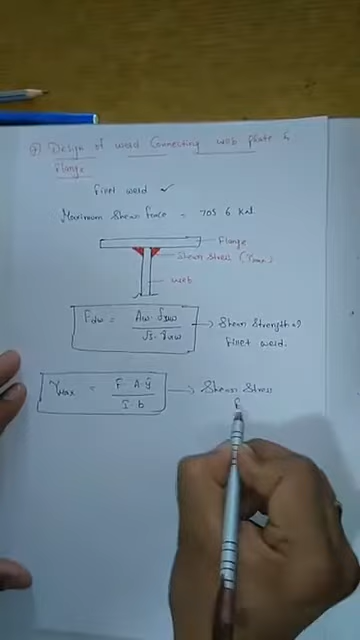 Design of weld Connecting web plate &
flange
fillet weld ✓
Maximum Shear force = 705.6 kN
Flange
Shear stress (τmax)
web
Fdw = Aw·fuw / √3·γmw → Shear Strength of
fillet weld.
τmax = F·A·ȳ / I·b → Shear Stress